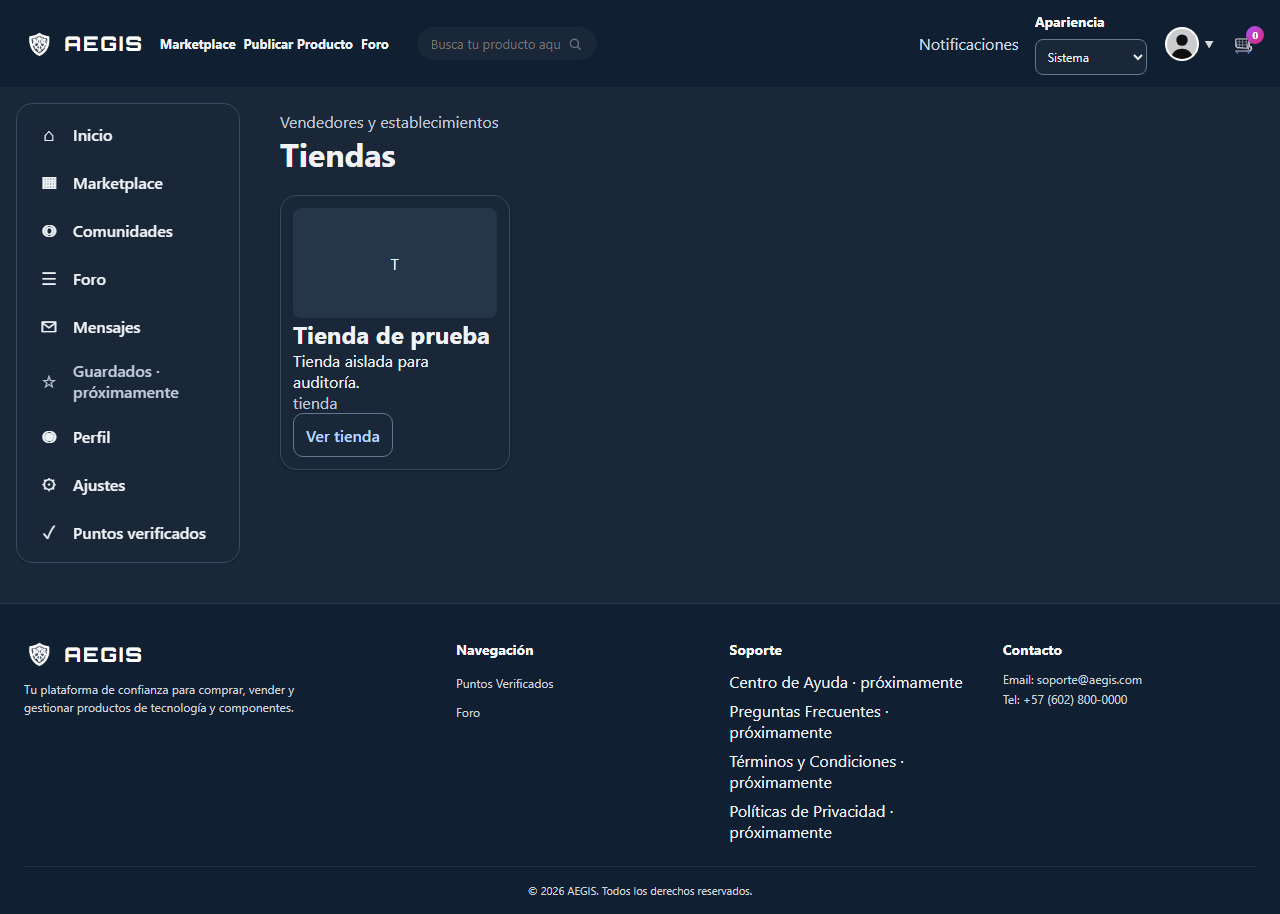 AEGIS
Marketplace Publicar Producto Foro
Busca tu producto aqu
Notificaciones
Apariencia
Sistema
0
Inicio
Marketplace
Comunidades
Foro
Mensajes
Guardados ·
próximamente
Perfil
Ajustes
Puntos verificados
Vendedores y establecimientos
Tiendas
T
Tienda de prueba
Tienda aislada para
auditoría.
tienda
Ver tienda
AEGIS
Tu plataforma de confianza para comprar, vender y
gestionar productos de tecnología y componentes.
Navegación
Puntos Verificados
Foro
Soporte
Centro de Ayuda · próximamente
Preguntas Frecuentes ·
próximamente
Términos y Condiciones ·
próximamente
Políticas de Privacidad ·
próximamente
Contacto
Email: soporte@aegis.com
Tel: +57 (602) 800-0000
© 2026 AEGIS. Todos los derechos reservados.